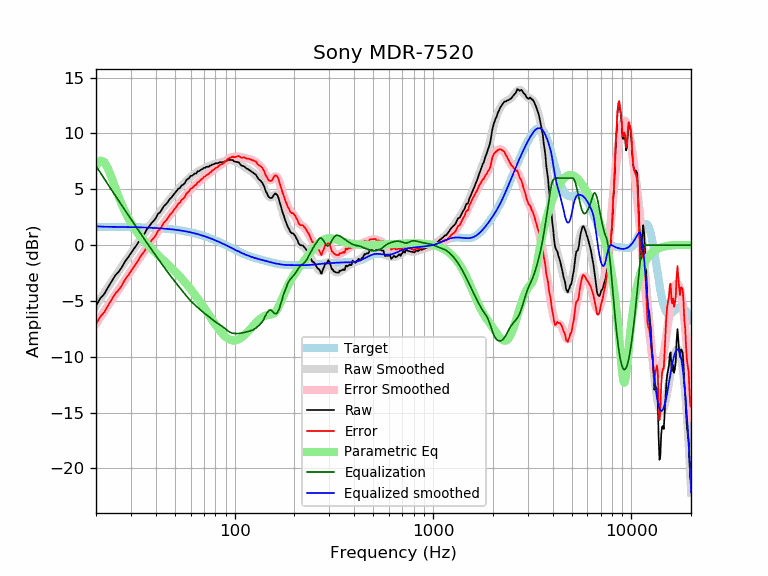 Sony MDR-7520
15
10
5
0
−5
−10
−15
−20
Amplitude (dBr)
Target
Raw Smoothed
Error Smoothed
Raw
Error
Parametric Eq
Equalization
Equalized smoothed
100
1000
10000
Frequency (Hz)